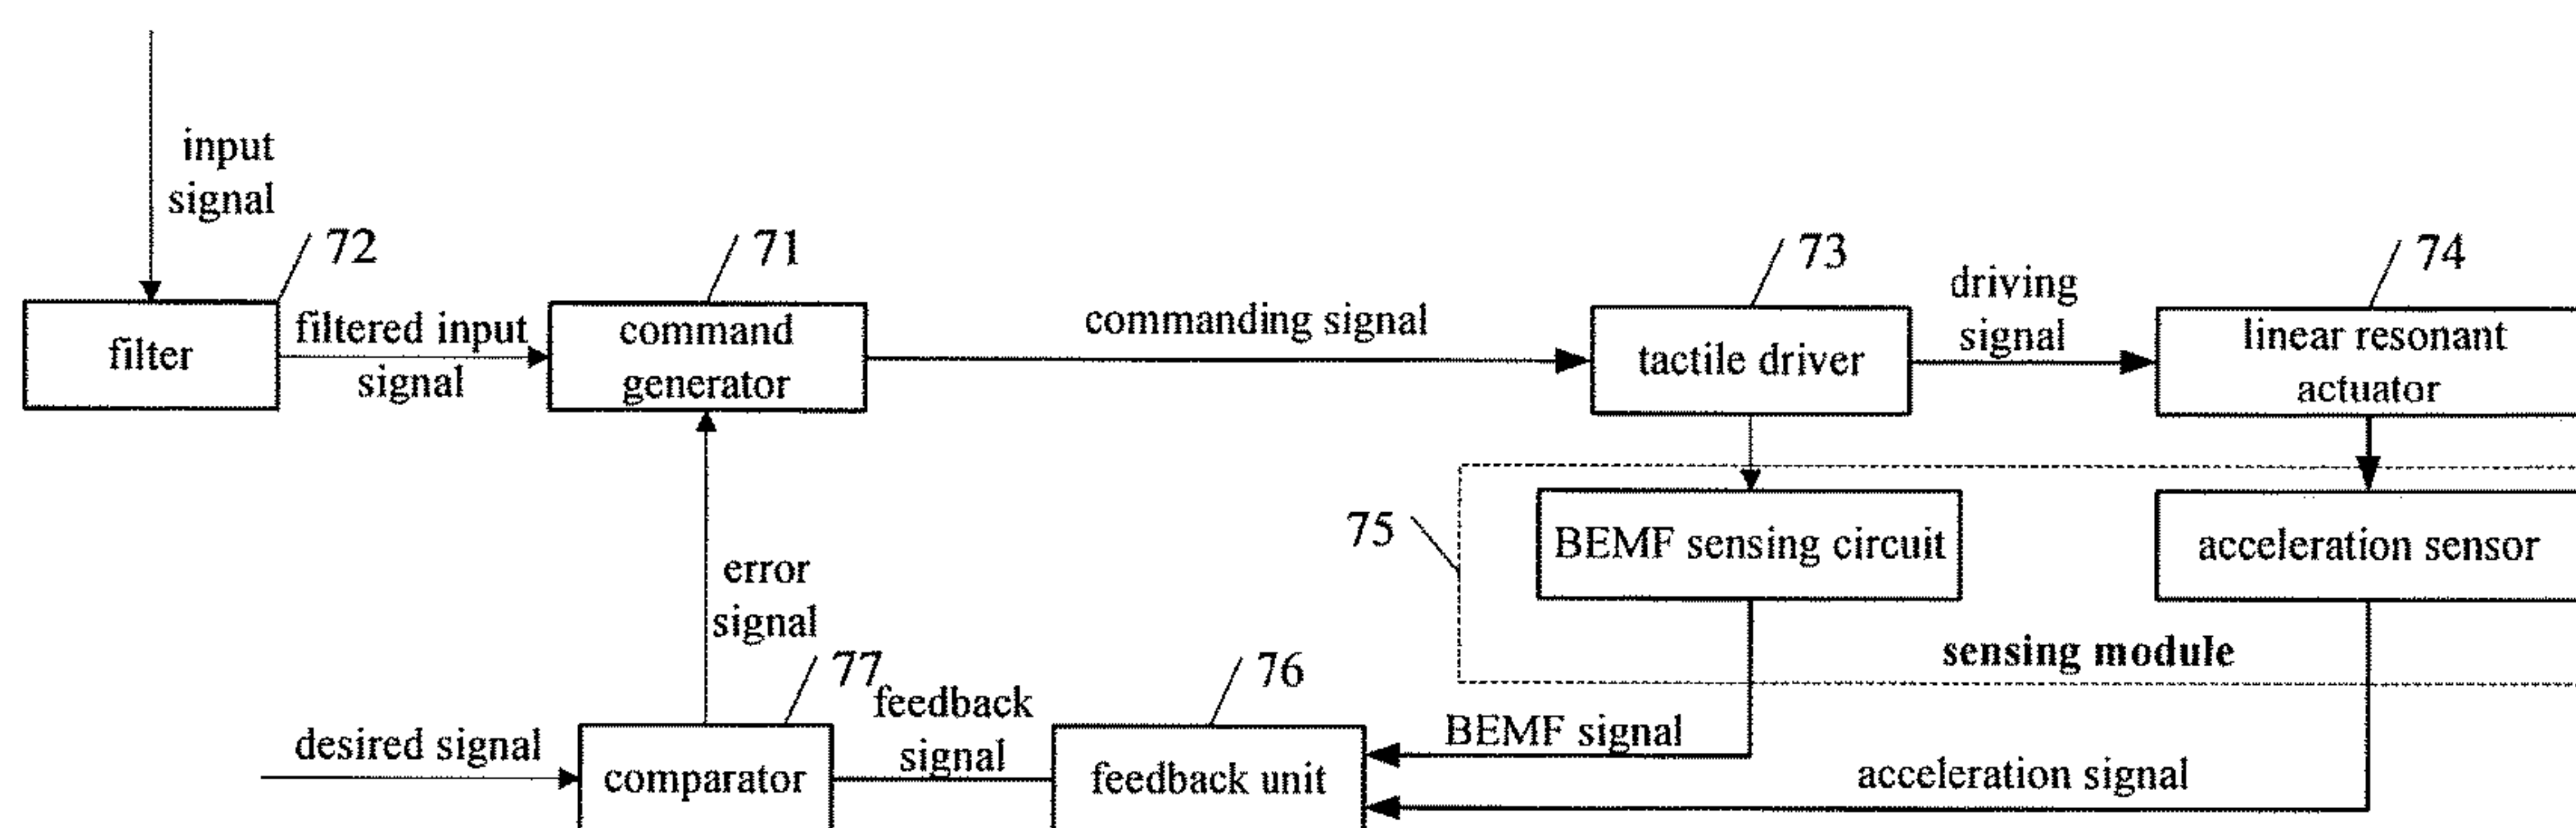 input
signal
72
71
73
74
filter
filtered input
signal
command
generator
commanding signal
tactile driver
driving
signal
linear resonant
actuator
75
BEMF sensing circuit
acceleration sensor
sensing module
error
signal
77
76
desired signal
comparator
feedback
signal
feedback unit
BEMF signal
acceleration signal